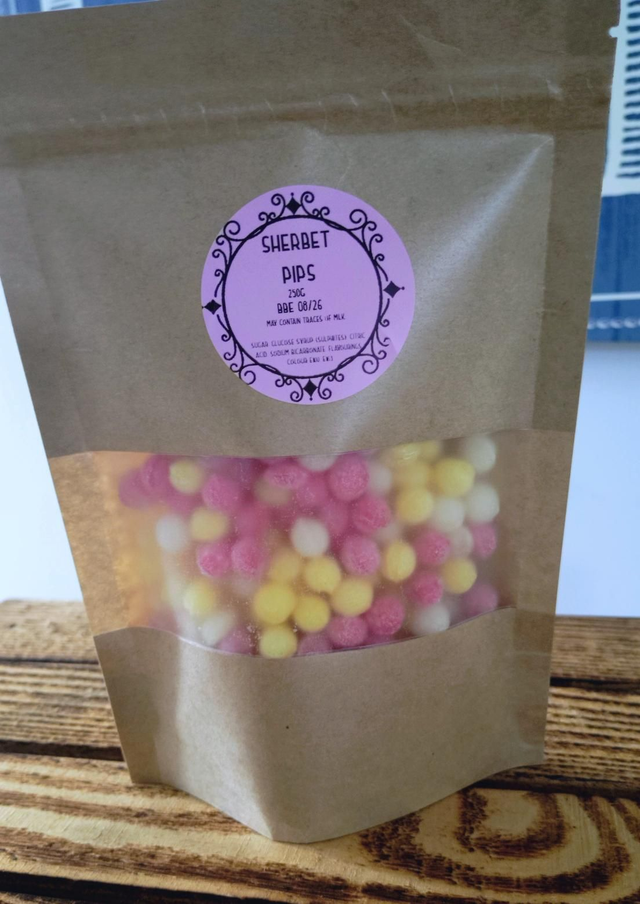 SHERBET
PIPS
250G
BBE 08/26
MAY CONTAIN TRACES OF MILK
SUGAR GLUCOSE SYRUP (SULPHITES) CITRIC
ACID SODIUM BICARBONATE FLAVOURINGS
COLOUR